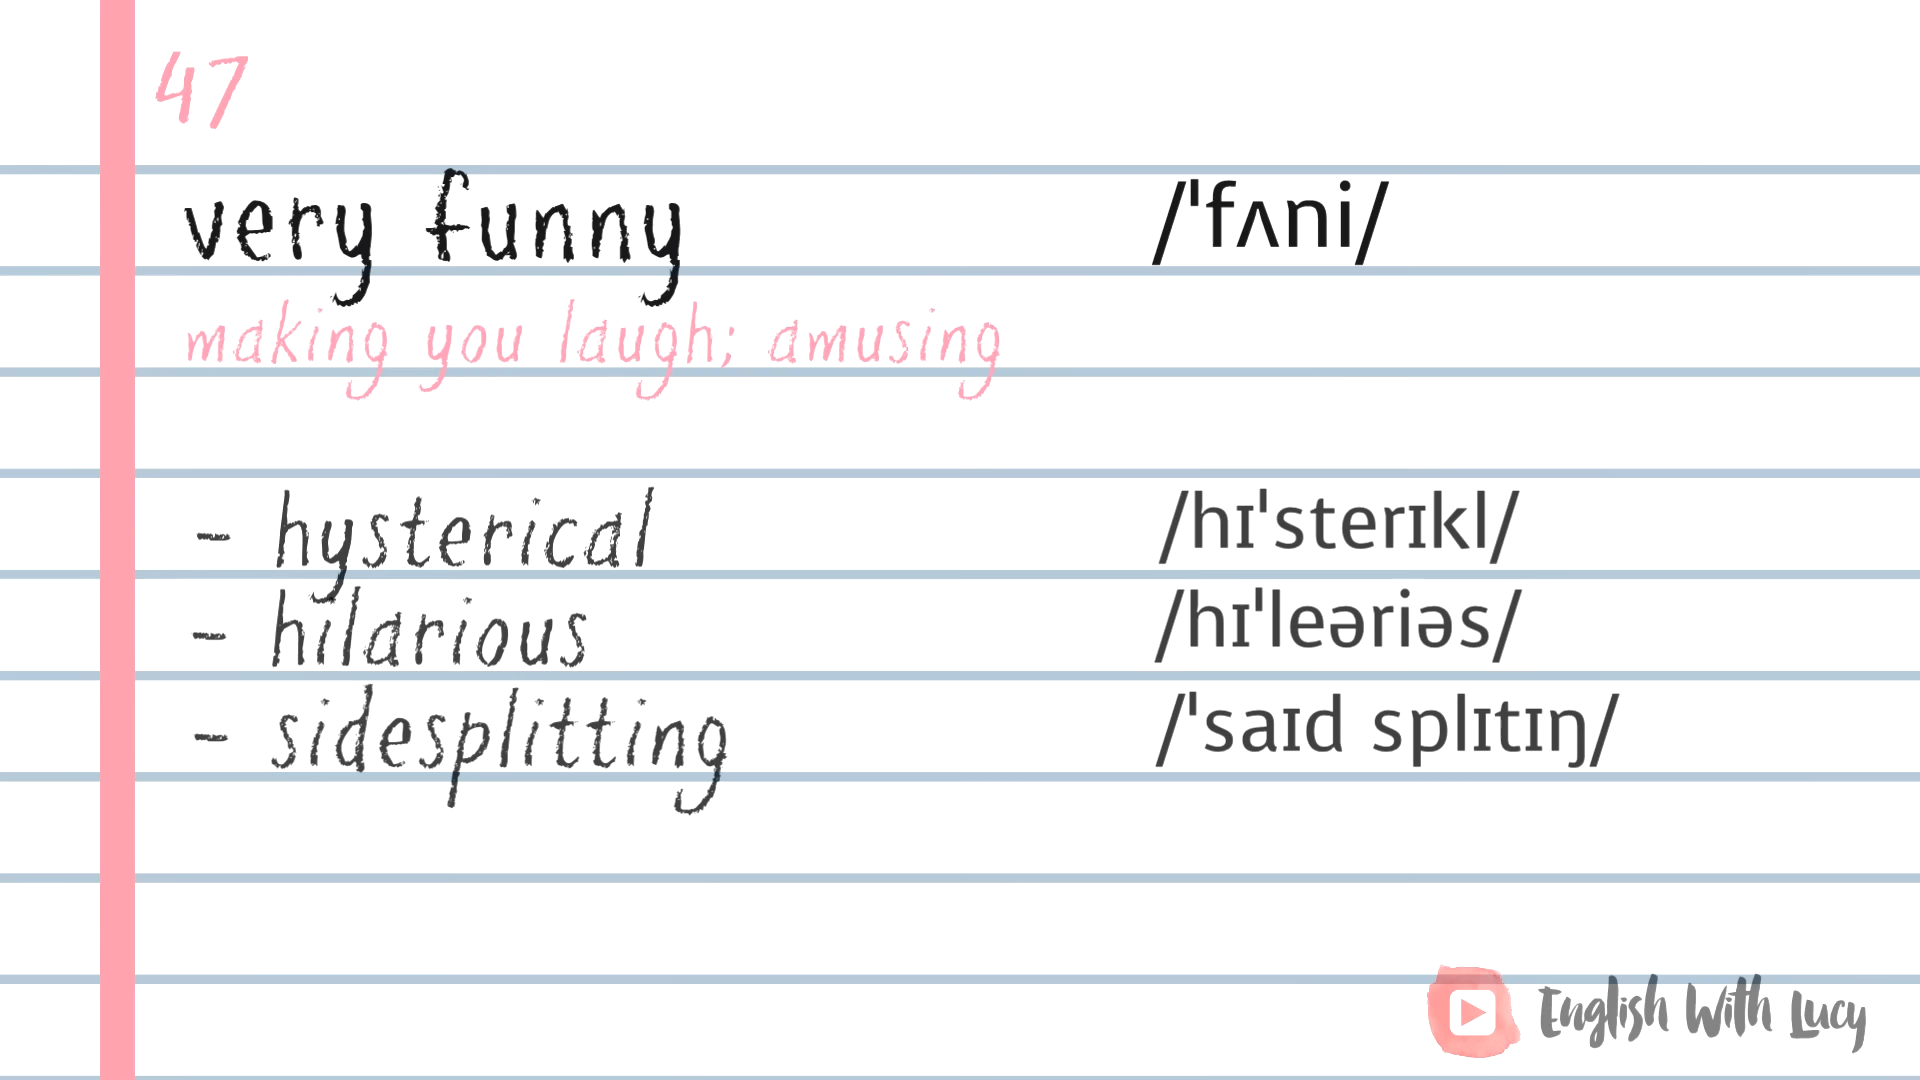 47
very funny /ˈfʌni/
making you laugh; amusing
- hysterical /hɪˈsterɪkl/
- hilarious /hɪˈleəriəs/
- sidesplitting /ˈsaɪd splɪtɪŋ/
English With Lucy